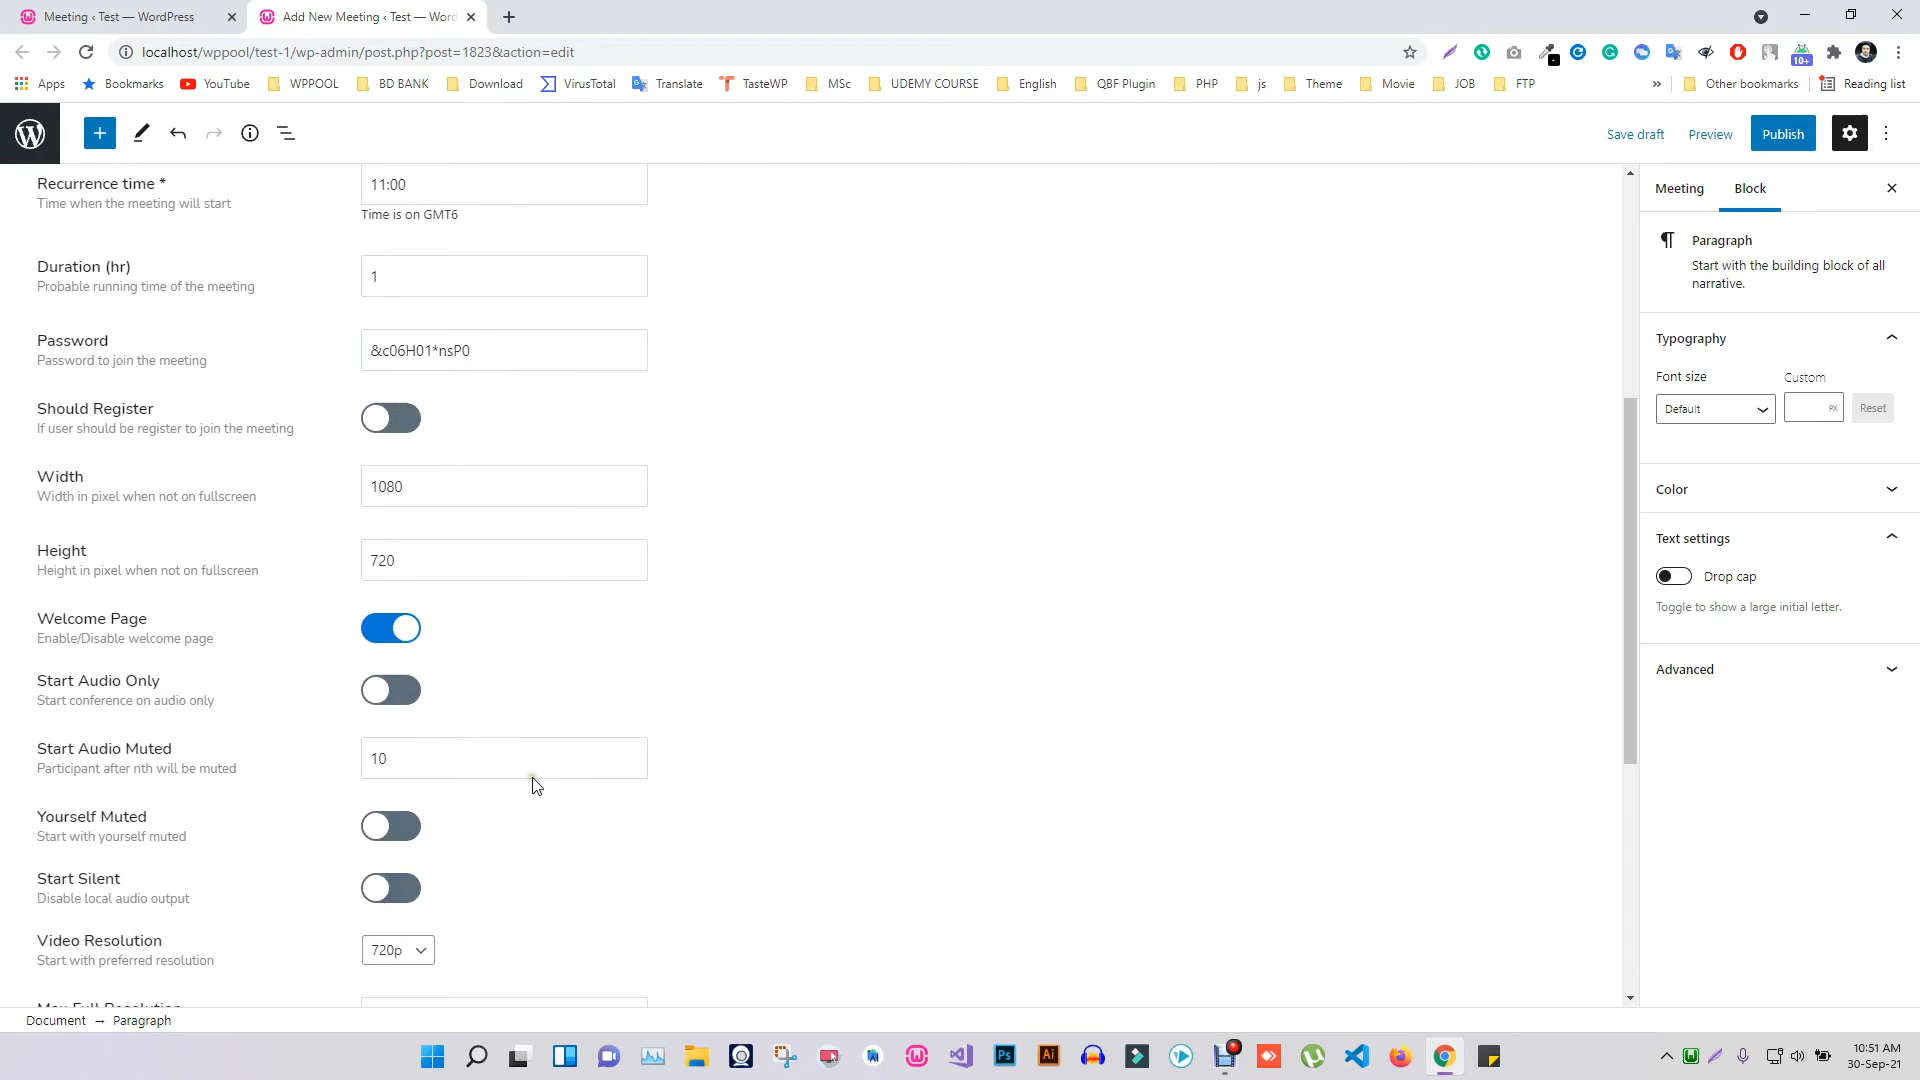 Meeting ‹ Test — WordPress
Add New Meeting ‹ Test — Word
localhost/wppool/test-1/wp-admin/post.php?post=1823&action=edit
10+
Apps
Bookmarks
YouTube
WPPOOL
BD BANK
Download
VirusTotal
Translate
TasteWP
MSc
UDEMY COURSE
English
QBF Plugin
PHP
js
Theme
Movie
JOB
FTP
»
Other bookmarks
Reading list
Save draft
Preview
Publish
Recurrence time *
Time when the meeting will start
11:00
Time is on GMT6
Duration (hr)
Probable running time of the meeting
1
Password
Password to join the meeting
&c06H01*nsP0
Should Register
If user should be register to join the meeting
Width
Width in pixel when not on fullscreen
1080
Height
Height in pixel when not on fullscreen
720
Welcome Page
Enable/Disable welcome page
Start Audio Only
Start conference on audio only
Start Audio Muted
Participant after nth will be muted
10
Yourself Muted
Start with yourself muted
Start Silent
Disable local audio output
Video Resolution
Start with preferred resolution
720p
Max Full Resolution
Meeting
Block
Paragraph
Start with the building block of all
narrative.
Typography
Font size
Custom
Default
PX
Reset
Color
Text settings
Drop cap
Toggle to show a large initial letter.
Advanced
Document → Paragraph
Ps
Ai
10:51 AM
30-Sep-21